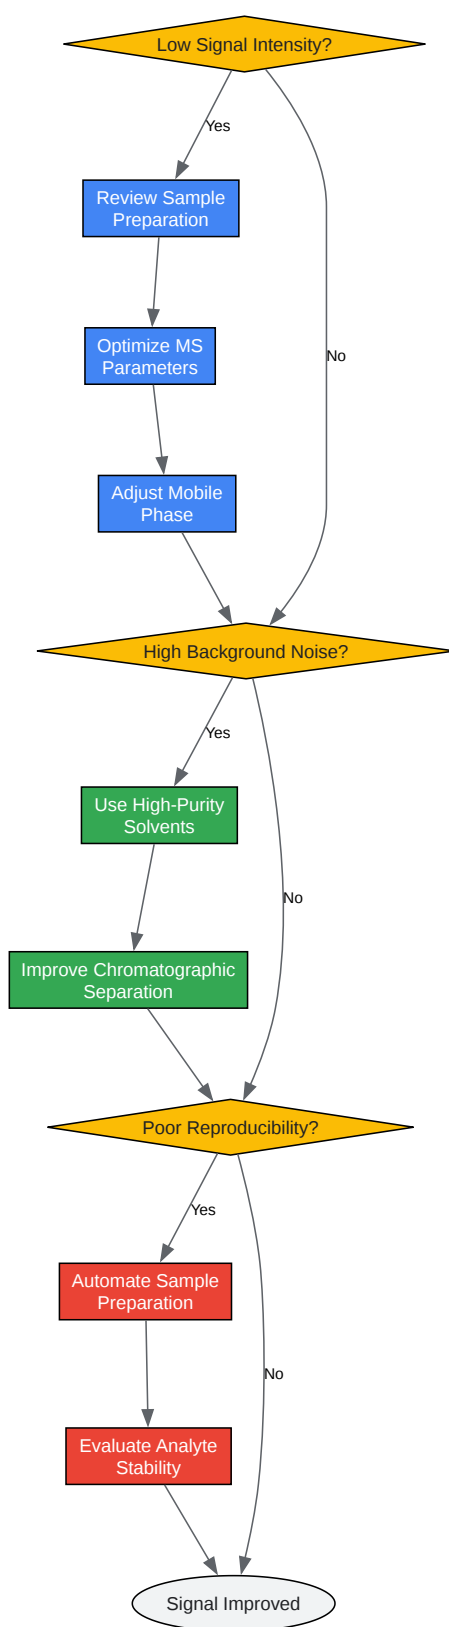 Low Signal Intensity?
Yes
Review Sample
Preparation
Optimize MS
Parameters
No
Adjust Mobile
Phase
High Background Noise?
Yes
Use High-Purity
Solvents
No
Improve Chromatographic
Separation
Poor Reproducibility?
Yes
Automate Sample
Preparation
No
Evaluate Analyte
Stability
Signal Improved